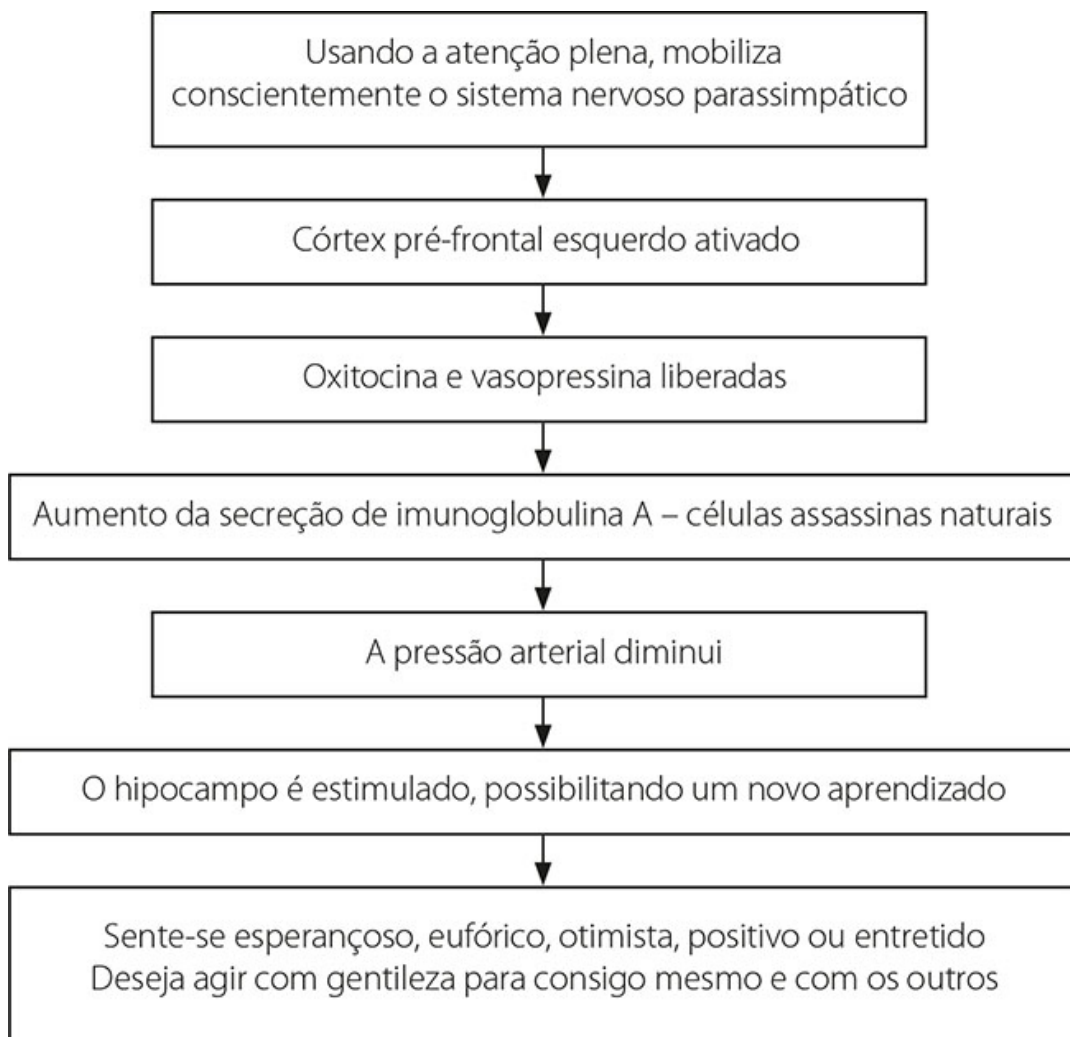 Usando a atenção plena, mobiliza
conscientemente o sistema nervoso parassimpático
Córtex pré-frontal esquerdo ativado
Oxitocina e vasopressina liberadas
Aumento da secreção de imunoglobulina A – células assassinas naturais
A pressão arterial diminui
O hipocampo é estimulado, possibilitando um novo aprendizado
Sente-se esperançoso, eufórico, otimista, positivo ou entretido
Deseja agir com gentileza para consigo mesmo e com os outros